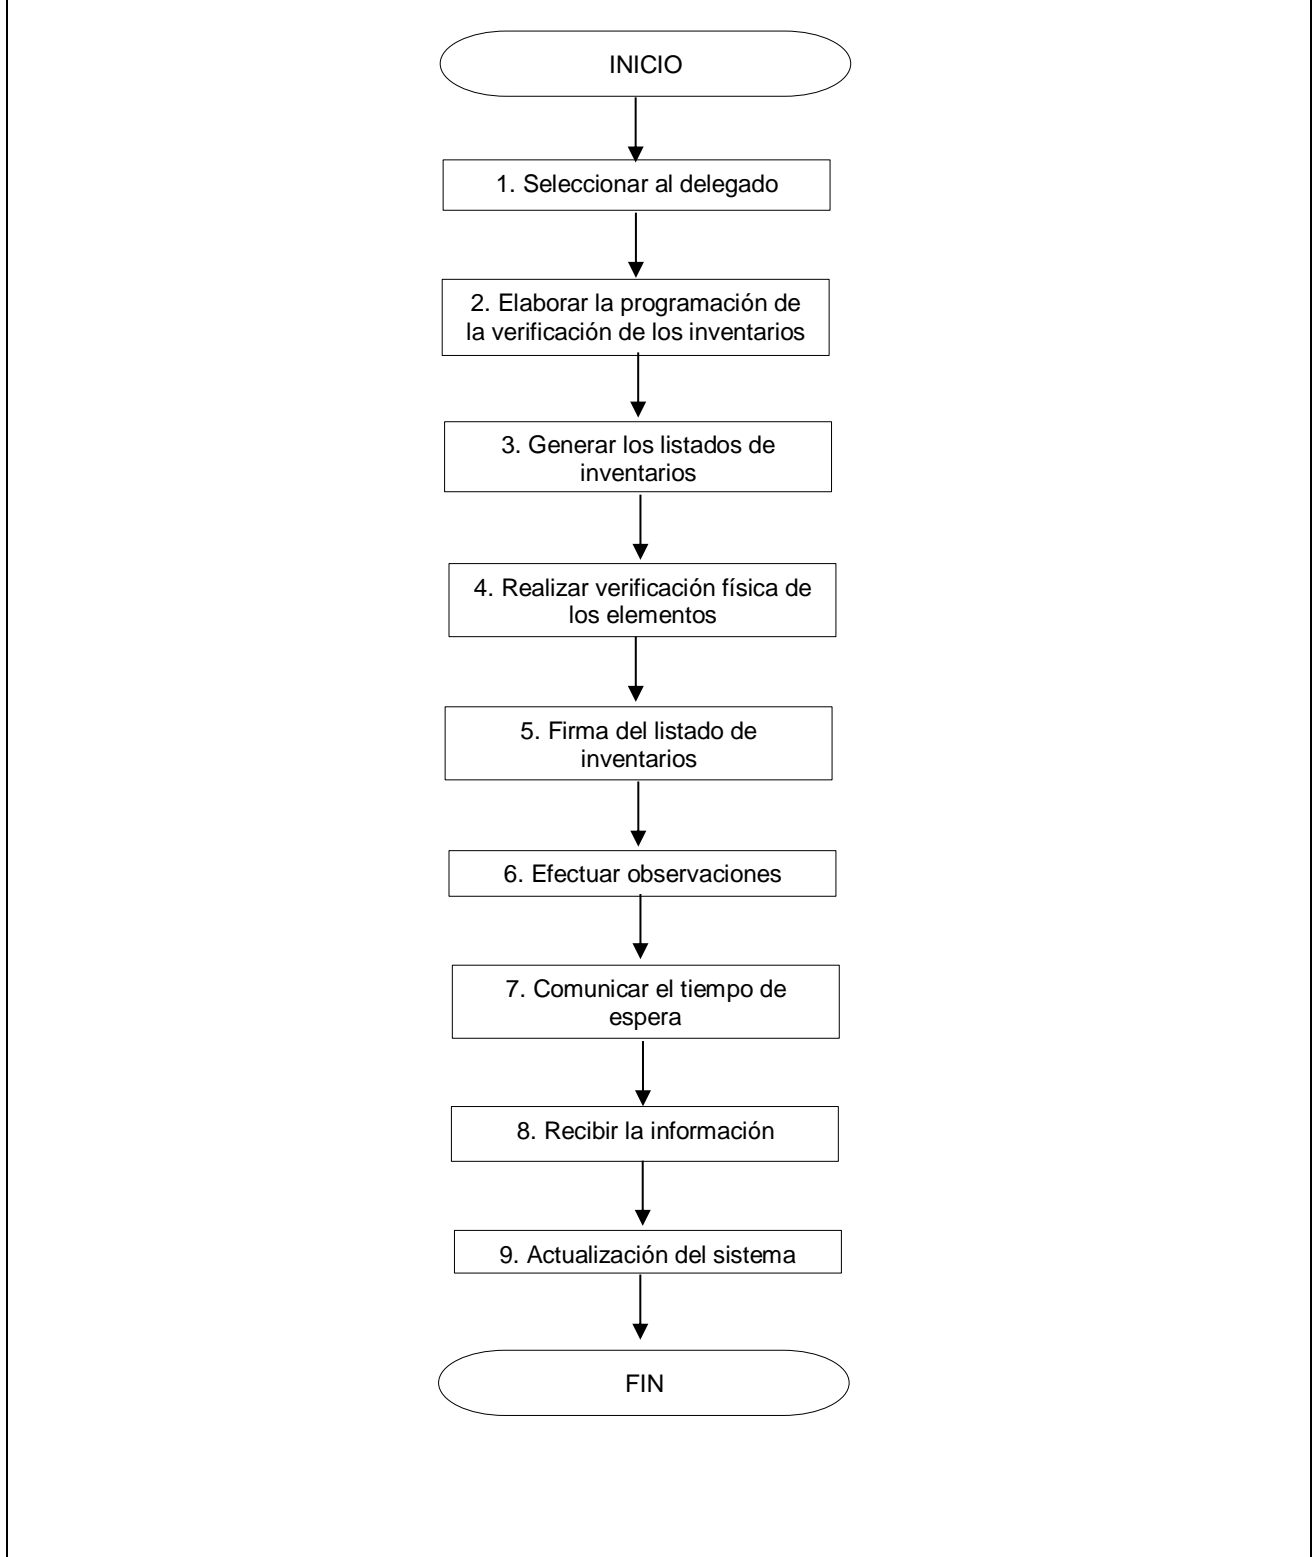 INICIO
1. Seleccionar al delegado
2. Elaborar la programación de
la verificación de los inventarios
3. Generar los listados de
inventarios
4. Realizar verificación física de
los elementos
5. Firma del listado de
inventarios
6. Efectuar observaciones
7. Comunicar el tiempo de
espera
8. Recibir la información
9. Actualización del sistema
FIN